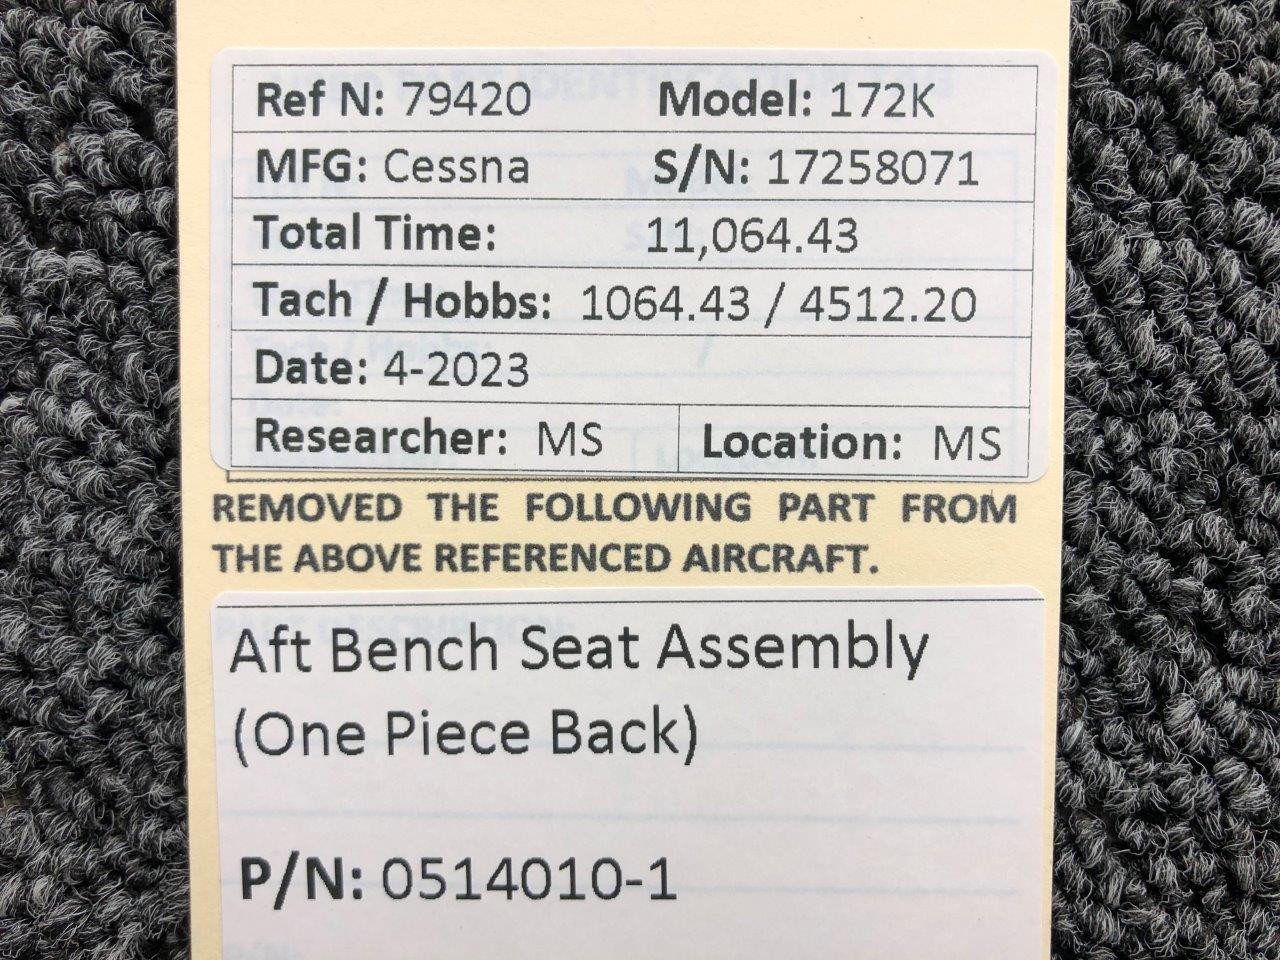 Ref N: 79420 Model: 172K
MFG: Cessna S/N: 17258071
Total Time: 11,064.43
Tach / Hobbs: 1064.43 / 4512.20
Date: 4-2023
Researcher: MS Location: MS
REMOVED THE FOLLOWING PART FROM
THE ABOVE REFERENCED AIRCRAFT.
Aft Bench Seat Assembly
(One Piece Back)
P/N: 0514010-1